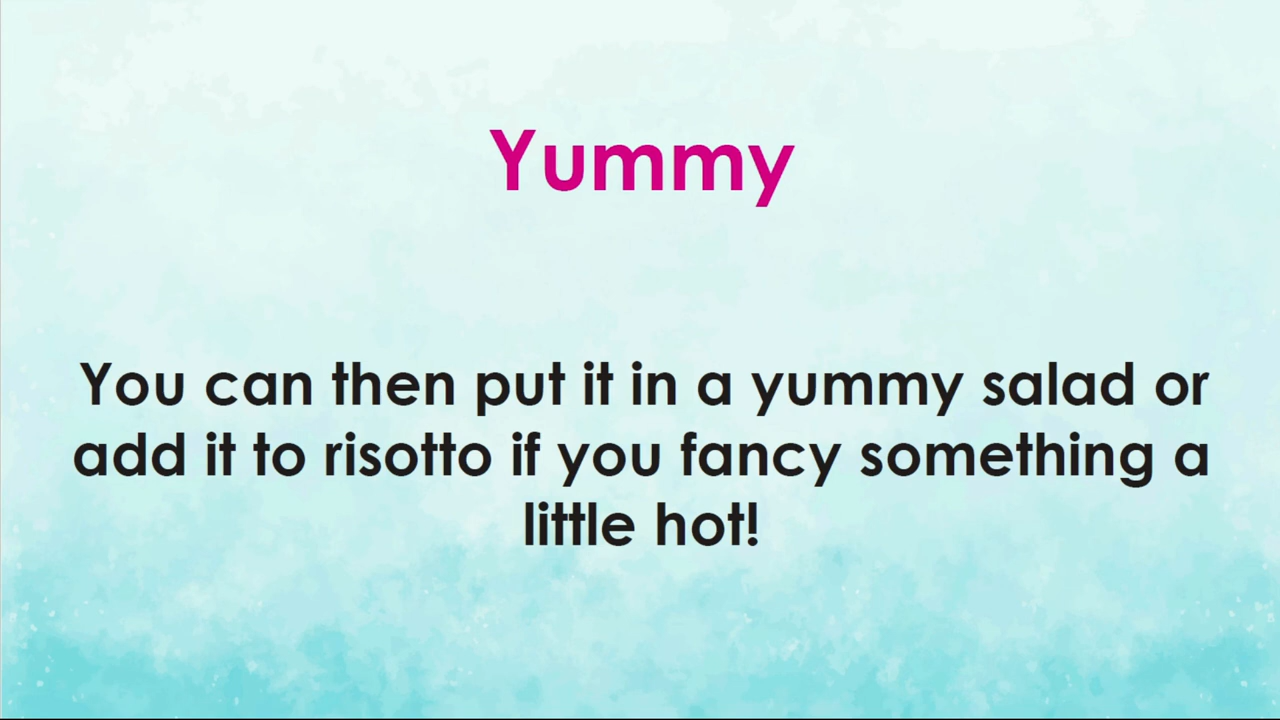 Yummy
You can then put it in a yummy salad or
add it to risotto if you fancy something a
little hot!